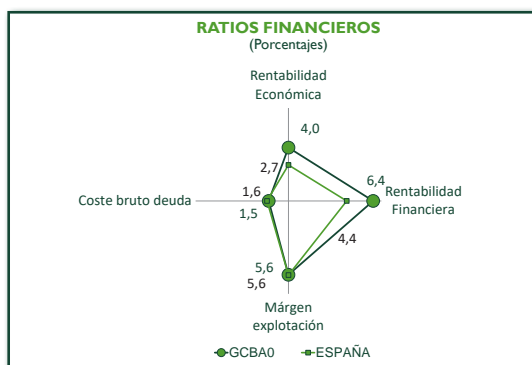 RATIOS FINANCIEROS
(Porcentajes)
Rentabilidad
Económica
4,0
2,7
6,4
Rentabilidad
Financiera
4,4
Coste bruto deuda
1,6
1,5
5,6
5,6
Márgen
explotación
GCBA0
ESPAÑA